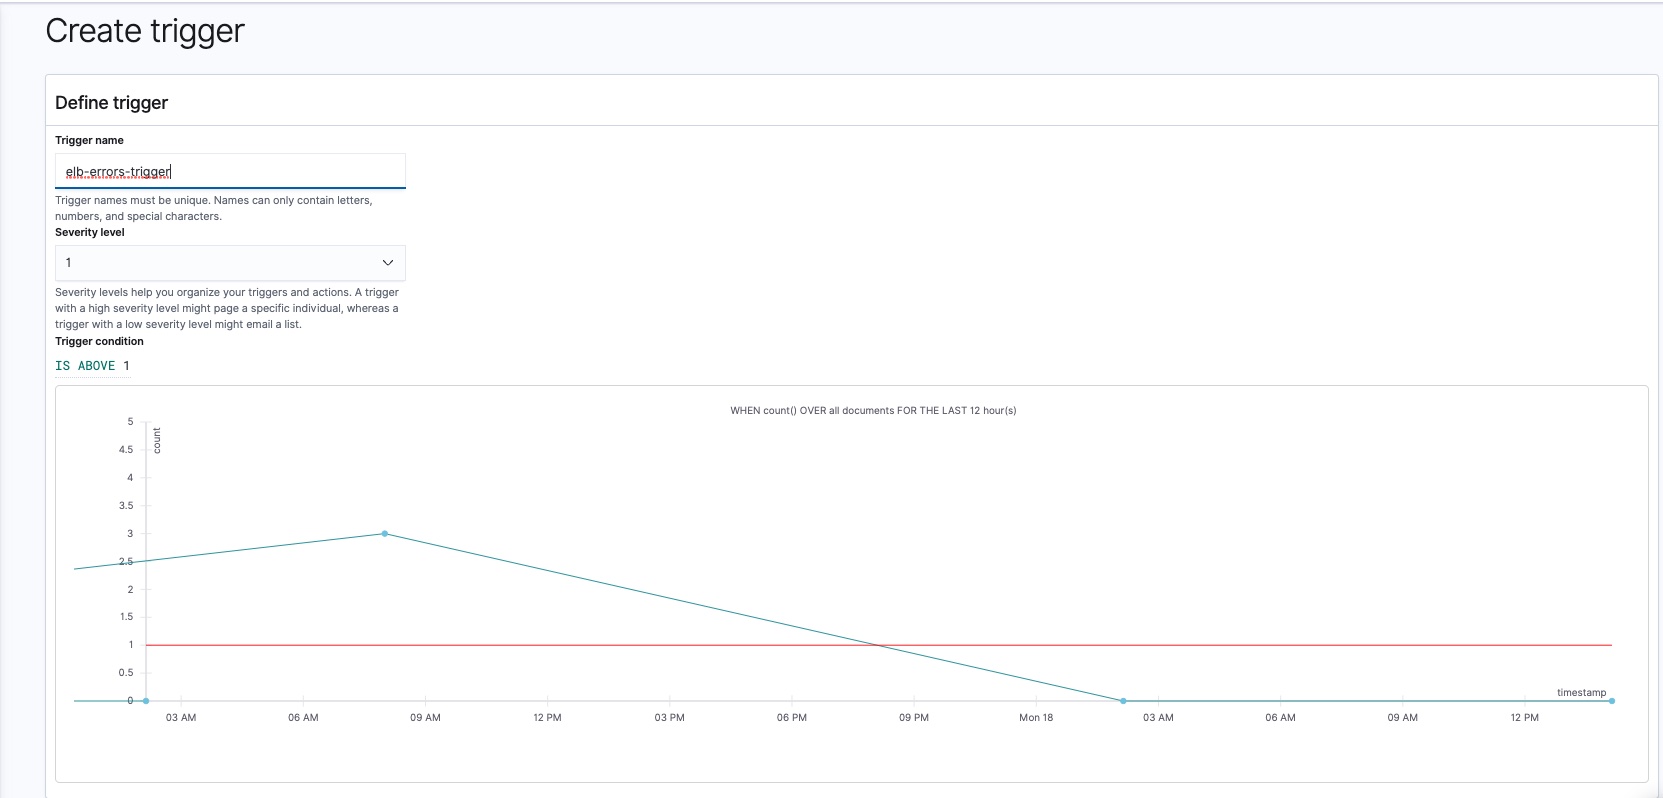 Create trigger
Define trigger
Trigger name
elb-errors-trigger
Trigger names must be unique. Names can only contain letters,
numbers, and special characters.
Severity level
1
Severity levels help you organize your triggers and actions. A trigger
with a high severity level might page a specific individual, whereas a
trigger with a low severity level might email a list.
Trigger condition
IS ABOVE 1
WHEN count() OVER all documents FOR THE LAST 12 hour(s)
count
5
4.5
4
3.5
3
2.5
2
1.5
1
0.5
0
timestamp
03 AM 06 AM 09 AM 12 PM 03 PM 06 PM 09 PM Mon 18 03 AM 06 AM 09 AM 12 PM